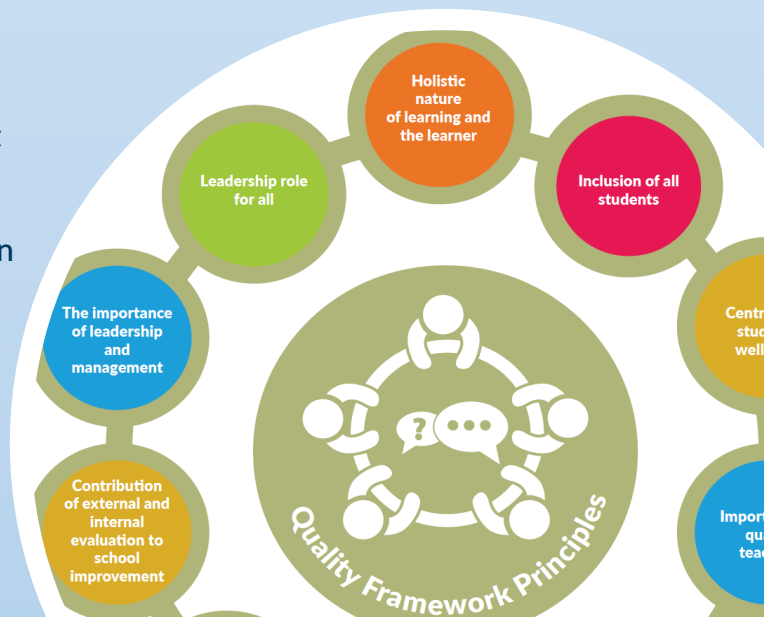 Holistic
nature
of learning and
the learner
Leadership role
for all
Inclusion of all
students
The importance
of leadership
and
management
Contribution
of external and
internal
evaluation to
school
improvement
?
Quality Framework Principles